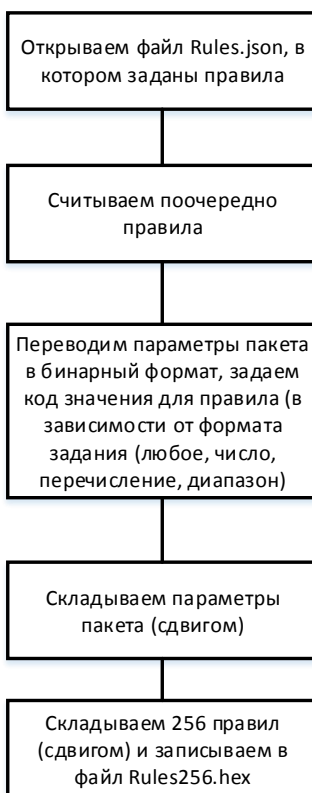 Открываем файл Rules.json, в
котором заданы правила
Считываем поочередно
правила
Переводим параметры пакета
в бинарный формат, задаем
код значения для правила (в
зависимости от формата
задания (любое, число,
перечисление, диапазон)
Складываем параметры
пакета (сдвигом)
Складываем 256 правил
(сдвигом) и записываем в
файл Rules256.hex